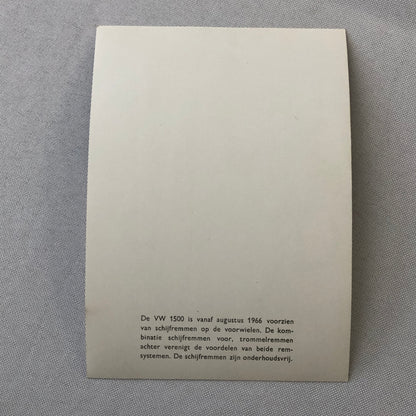 De VW 1500 is vanaf augustus 1966 voorzien
van schijfremmen op de voorwielen. De kom-
binatie schijfremmen voor, trommelremmen
achter verenigt de voordelen van beide rem-
systemen. De schijfremmen zijn onderhoudsvrij.